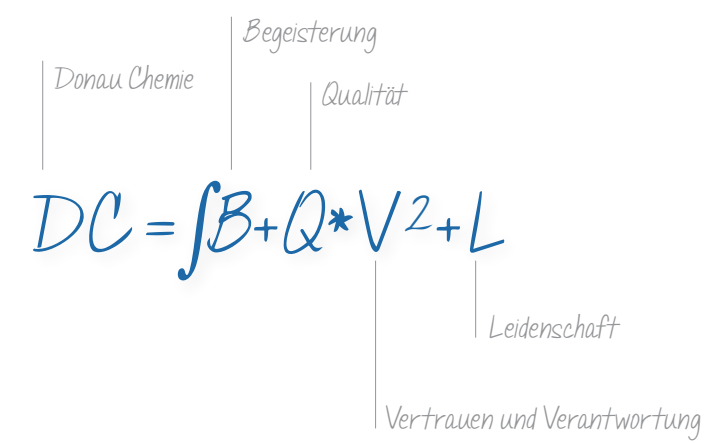 Begeisterung
Donau Chemie
Qualität
DC = ∫B+Q*V²+L
Leidenschaft
Vertrauen und Verantwortung